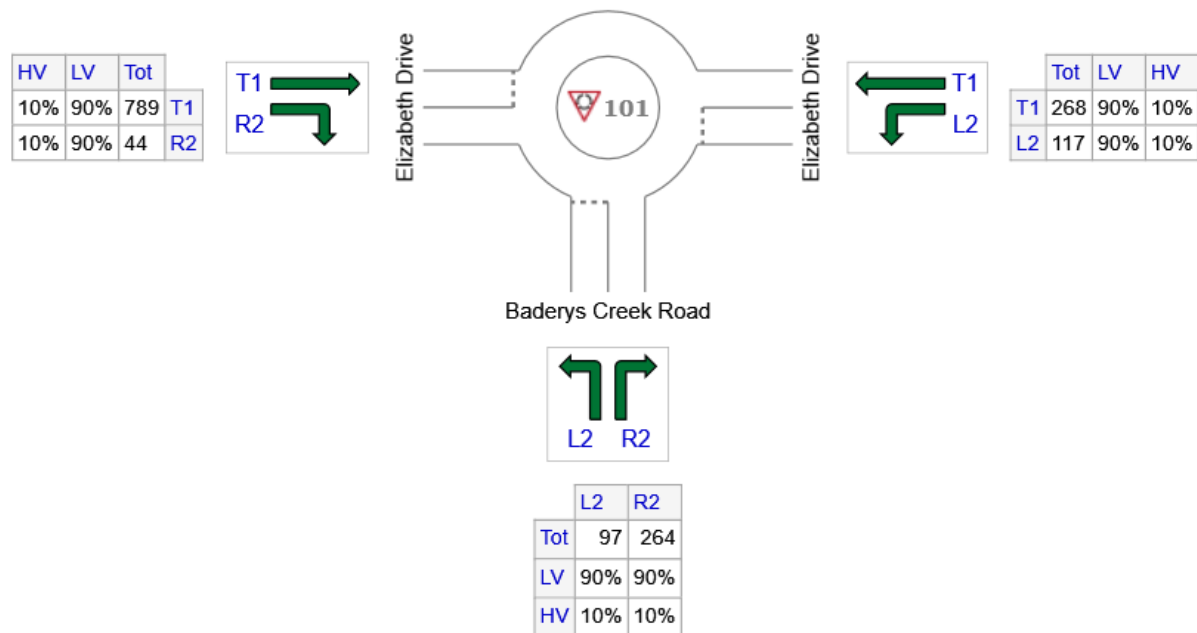 HV LV Tot
10% 90% 789 T1
10% 90% 44 R2
T1
R2
Elizabeth Drive
101
Elizabeth Drive
T1
L2
Tot LV HV
T1 268 90% 10%
L2 117 90% 10%
Baderys Creek Road
L2 R2
L2 R2
Tot 97 264
LV 90% 90%
HV 10% 10%